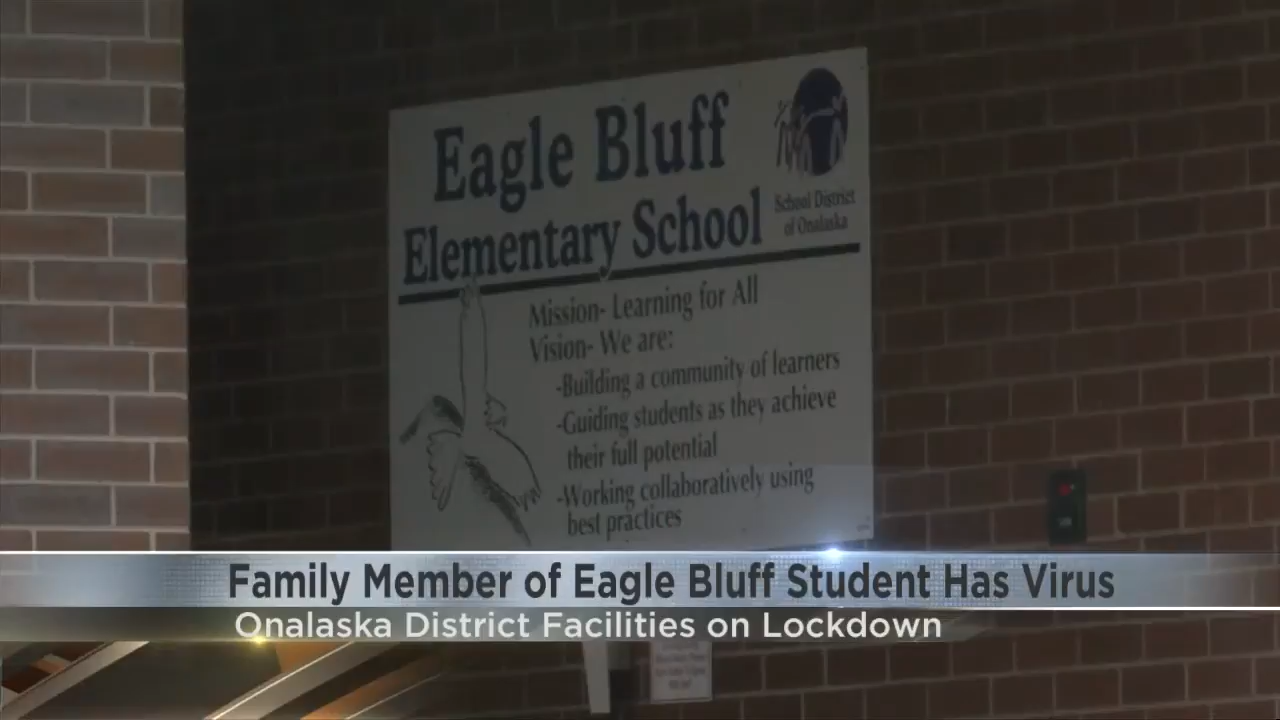 Eagle Bluff
Elementary School
School District
of Onalaska
Mission- Learning for All
Vision- We are:
-Building a community of learners
-Guiding students as they achieve
their full potential
-Working collaboratively using
best practices
Family Member of Eagle Bluff Student Has Virus
Onalaska District Facilities on Lockdown